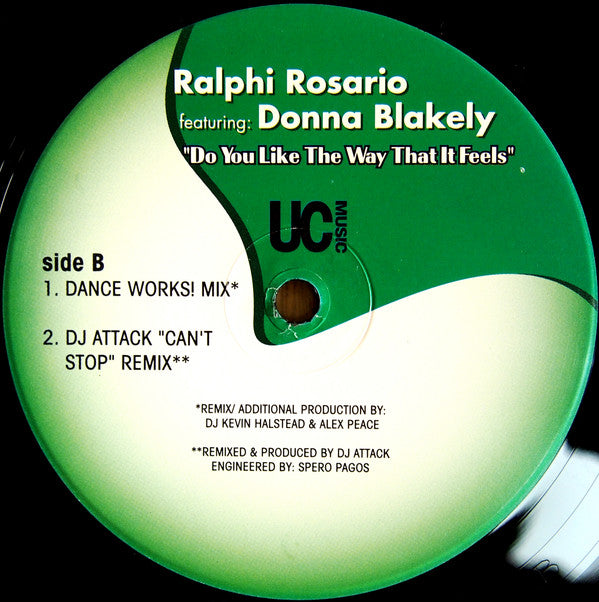 Ralphi Rosario
featuring: Donna Blakely
"Do You Like The Way That It Feels"
UC MUSIC
side B
1. DANCE WORKS! MIX*
2. DJ ATTACK "CAN'T
STOP" REMIX**
*REMIX/ ADDITIONAL PRODUCTION BY:
DJ KEVIN HALSTEAD & ALEX PEACE
**REMIXED & PRODUCED BY DJ ATTACK
ENGINEERED BY: SPERO PAGOS